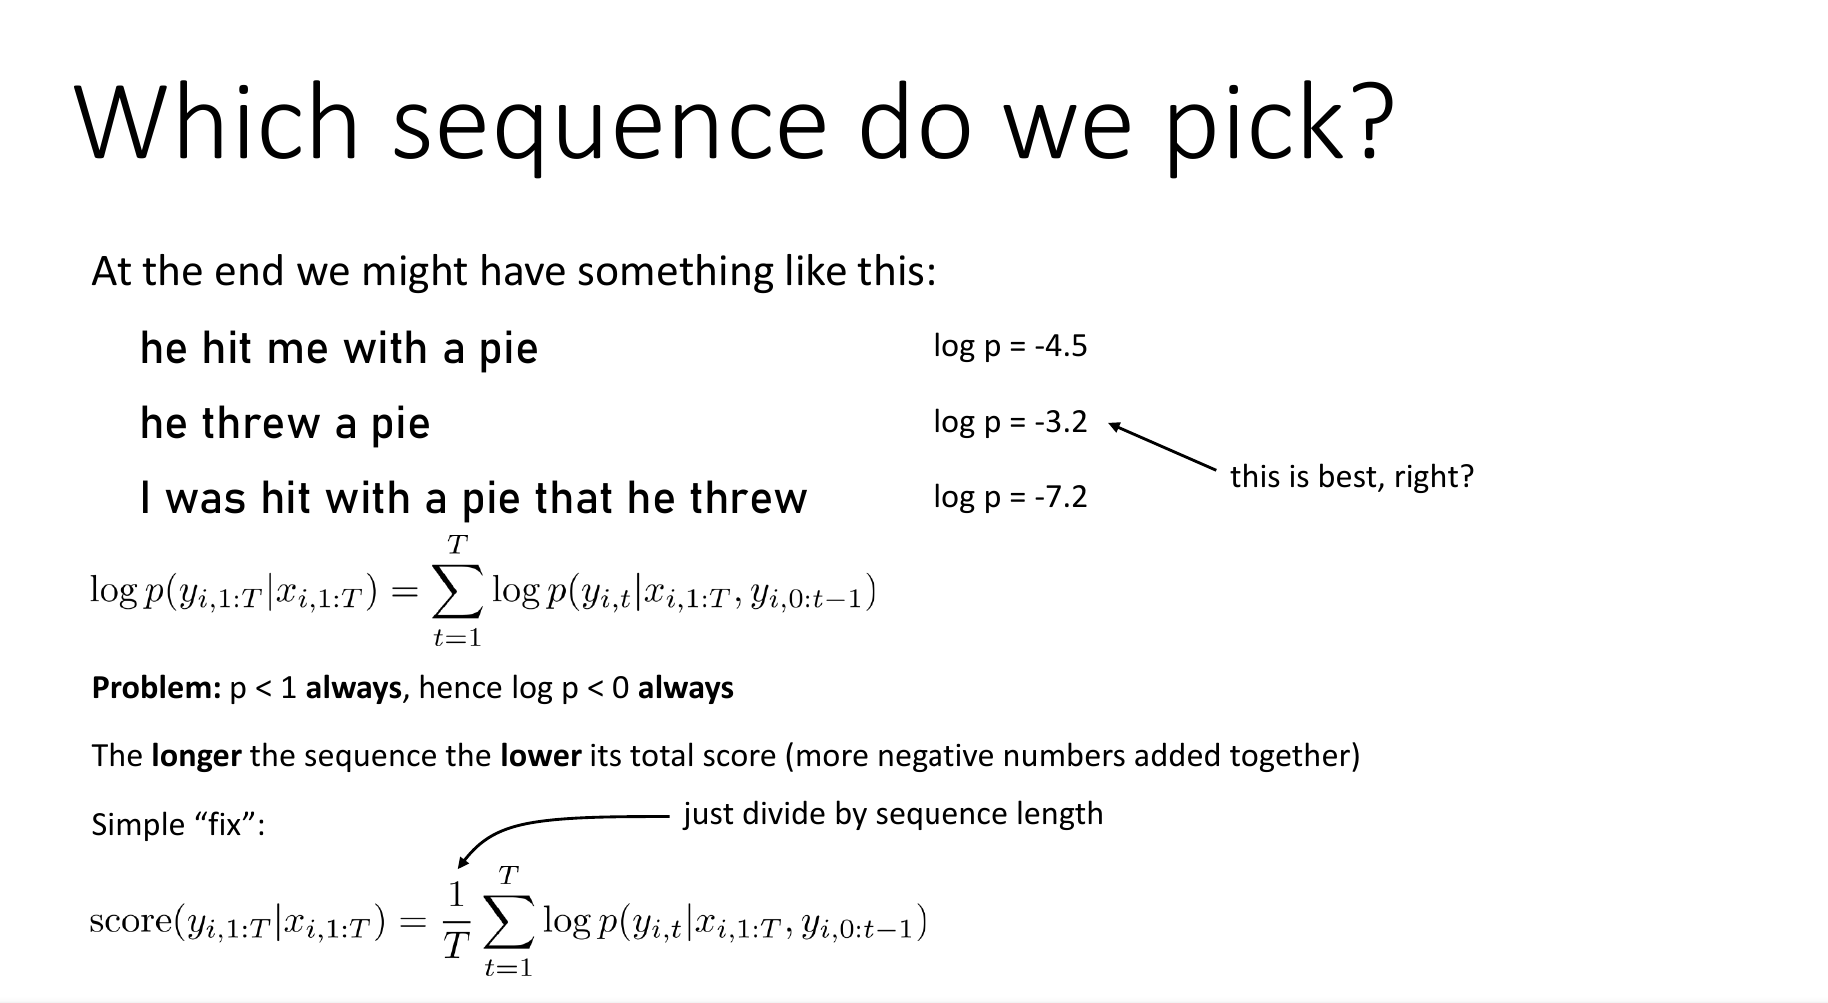 Which sequence do we pick?
At the end we might have something like this:
he hit me with a pie log p = -4.5
he threw a pie log p = -3.2
this is best, right?
I was hit with a pie that he threw log p = -7.2
$\log p(y_{i,1:T}|x_{i,1:T}) = \sum_{t=1}^{T} \log p(y_{i,t}|x_{i,1:T}, y_{i,0:t-1})$
Problem: p < 1 always, hence log p < 0 always
The longer the sequence the lower its total score (more negative numbers added together)
Simple “fix”: just divide by sequence length
$\text{score}(y_{i,1:T}|x_{i,1:T}) = \frac{1}{T} \sum_{t=1}^{T} \log p(y_{i,t}|x_{i,1:T}, y_{i,0:t-1})$